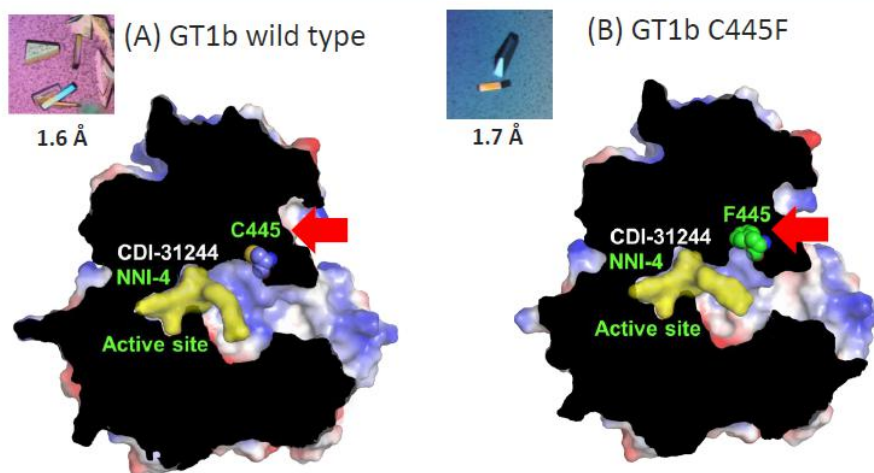 (A) GT1b wild type
1.6 Å
C445
CDI-31244
NNI-4
Active site
(B) GT1b C445F
1.7 Å
F445
CDI-31244
NNI-4
Active site